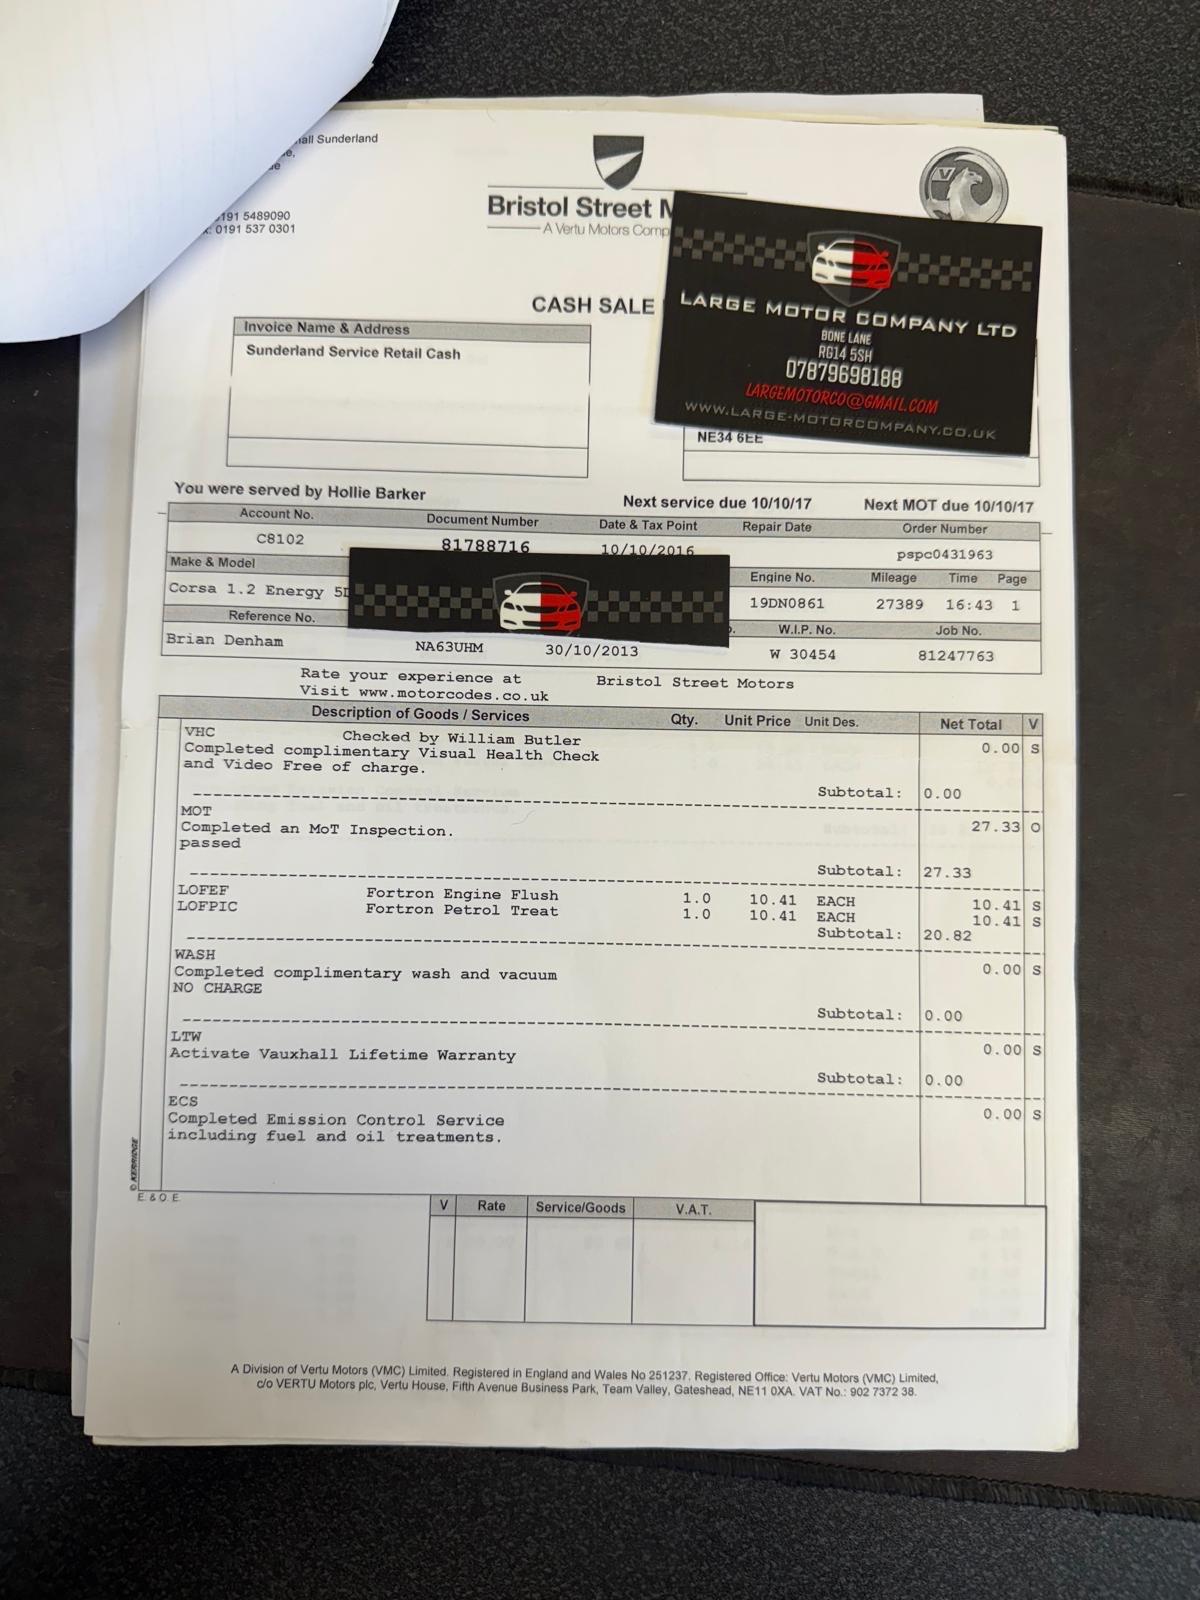 all Sunderland
e,
e
191 5489090
: 0191 537 0301
Bristol Street M
A Vertu Motors Comp
V
CASH SALE
LARGE MOTOR COMPANY LTD
BONE LANE
RG14 5SH
07879698188
LARGEMOTORCO@GMAIL.COM
WWW.LARGE-MOTORCOMPANY.CO.UK
Invoice Name & Address
Sunderland Service Retail Cash
NE34 6EE
You were served by Hollie Barker Next service due 10/10/17 Next MOT due 10/10/17
Account No. Document Number Date & Tax Point Repair Date Order Number
C8102 81788716 10/10/2016 pspc0431963
Make & Model Engine No. Mileage Time Page
Corsa 1.2 Energy 5D 19DN0861 27389 16:43 1
Reference No. W.I.P. No. Job No.
Brian Denham NA63UHM 30/10/2013 W 30454 81247763
Rate your experience at Bristol Street Motors
Visit www.motorcodes.co.uk
Description of Goods / Services Qty. Unit Price Unit Des. Net Total V
VHC Checked by William Butler 0.00 S
Completed complimentary Visual Health Check
and Video Free of charge.
Subtotal: 0.00
MOT
Completed an MoT Inspection. 27.33 O
passed
Subtotal: 27.33
LOFEF Fortron Engine Flush 1.0 10.41 EACH 10.41 S
LOFPIC Fortron Petrol Treat 1.0 10.41 EACH 10.41 S
Subtotal: 20.82
WASH
Completed complimentary wash and vacuum 0.00 S
NO CHARGE
Subtotal: 0.00
LTW
Activate Vauxhall Lifetime Warranty 0.00 S
Subtotal: 0.00
ECS
Completed Emission Control Service 0.00 S
including fuel and oil treatments.
© KERRIDGE
E. & O. E.
V Rate Service/Goods V.A.T.
A Division of Vertu Motors (VMC) Limited. Registered in England and Wales No 251237. Registered Office: Vertu Motors (VMC) Limited,
c/o VERTU Motors plc, Vertu House, Fifth Avenue Business Park, Team Valley, Gateshead, NE11 0XA. VAT No.: 902 7372 38.